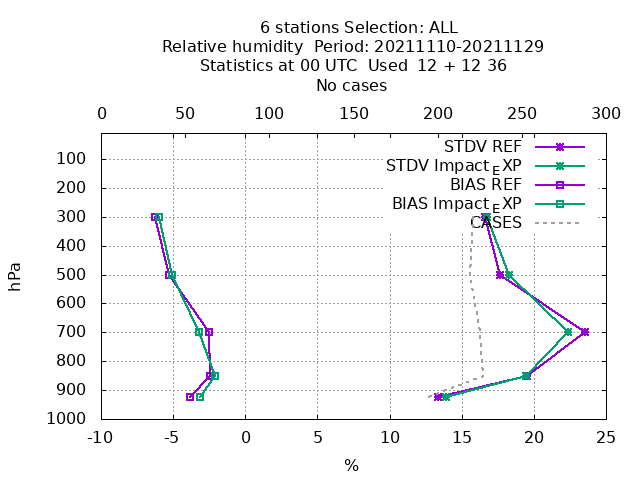 6 stations Selection: ALL
Relative humidity  Period: 20211110-20211129
Statistics at 00 UTC  Used  12 + 12 36
No cases
0 50 100 150 200 250 300
STDV REF
STDV Impact_EXP
BIAS REF
BIAS Impact_EXP
CASES
100
200
300
400
500
600
700
800
900
1000
hPa
-10 -5 0 5 10 15 20 25
%